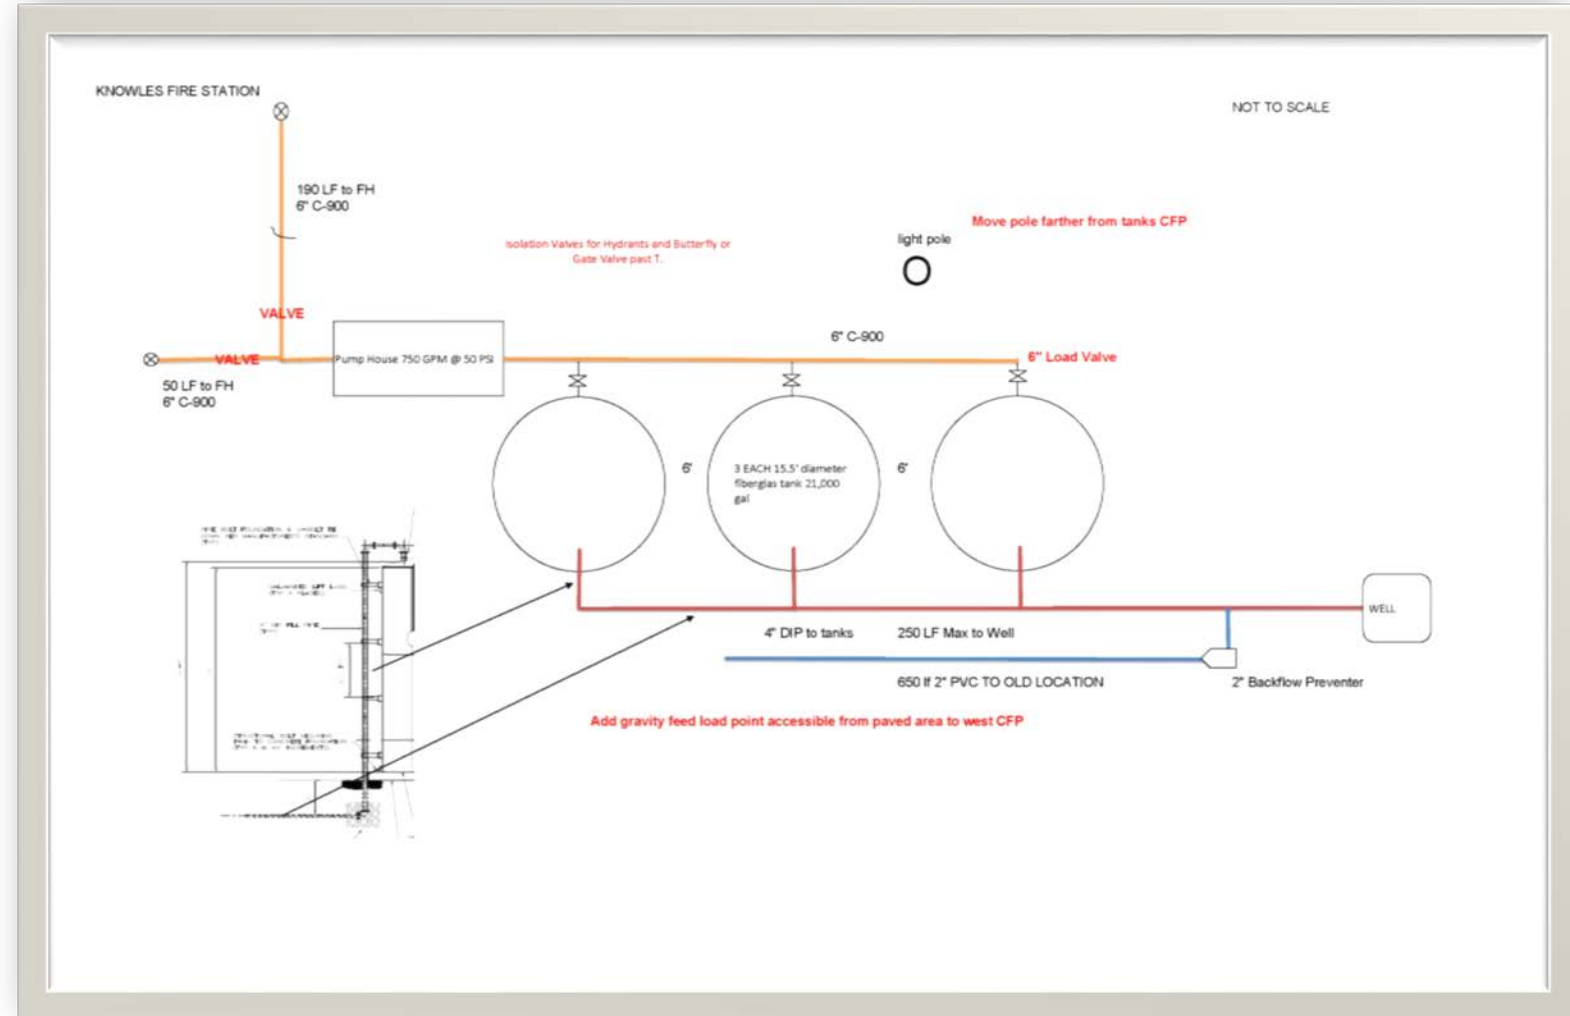 KNOWLES FIRE STATION
NOT TO SCALE
190 LF to FH
6" C-900
Move pole farther from tanks CFP
light pole
Isolation Valves for Hydrants and Butterfly or
Gate Valve past T.
VALVE
6" C-900
VALVE
Pump House 750 GPM @ 50 PSI
6" Load Valve
50 LF to FH
6" C-900
6'
3 EACH 15.5' diameter
fiberglas tank 21,000
gal
6'
WELL
4" DIP to tanks
250 LF Max to Well
650 lf 2" PVC TO OLD LOCATION
2" Backflow Preventer
Add gravity feed load point accessible from paved area to west CFP